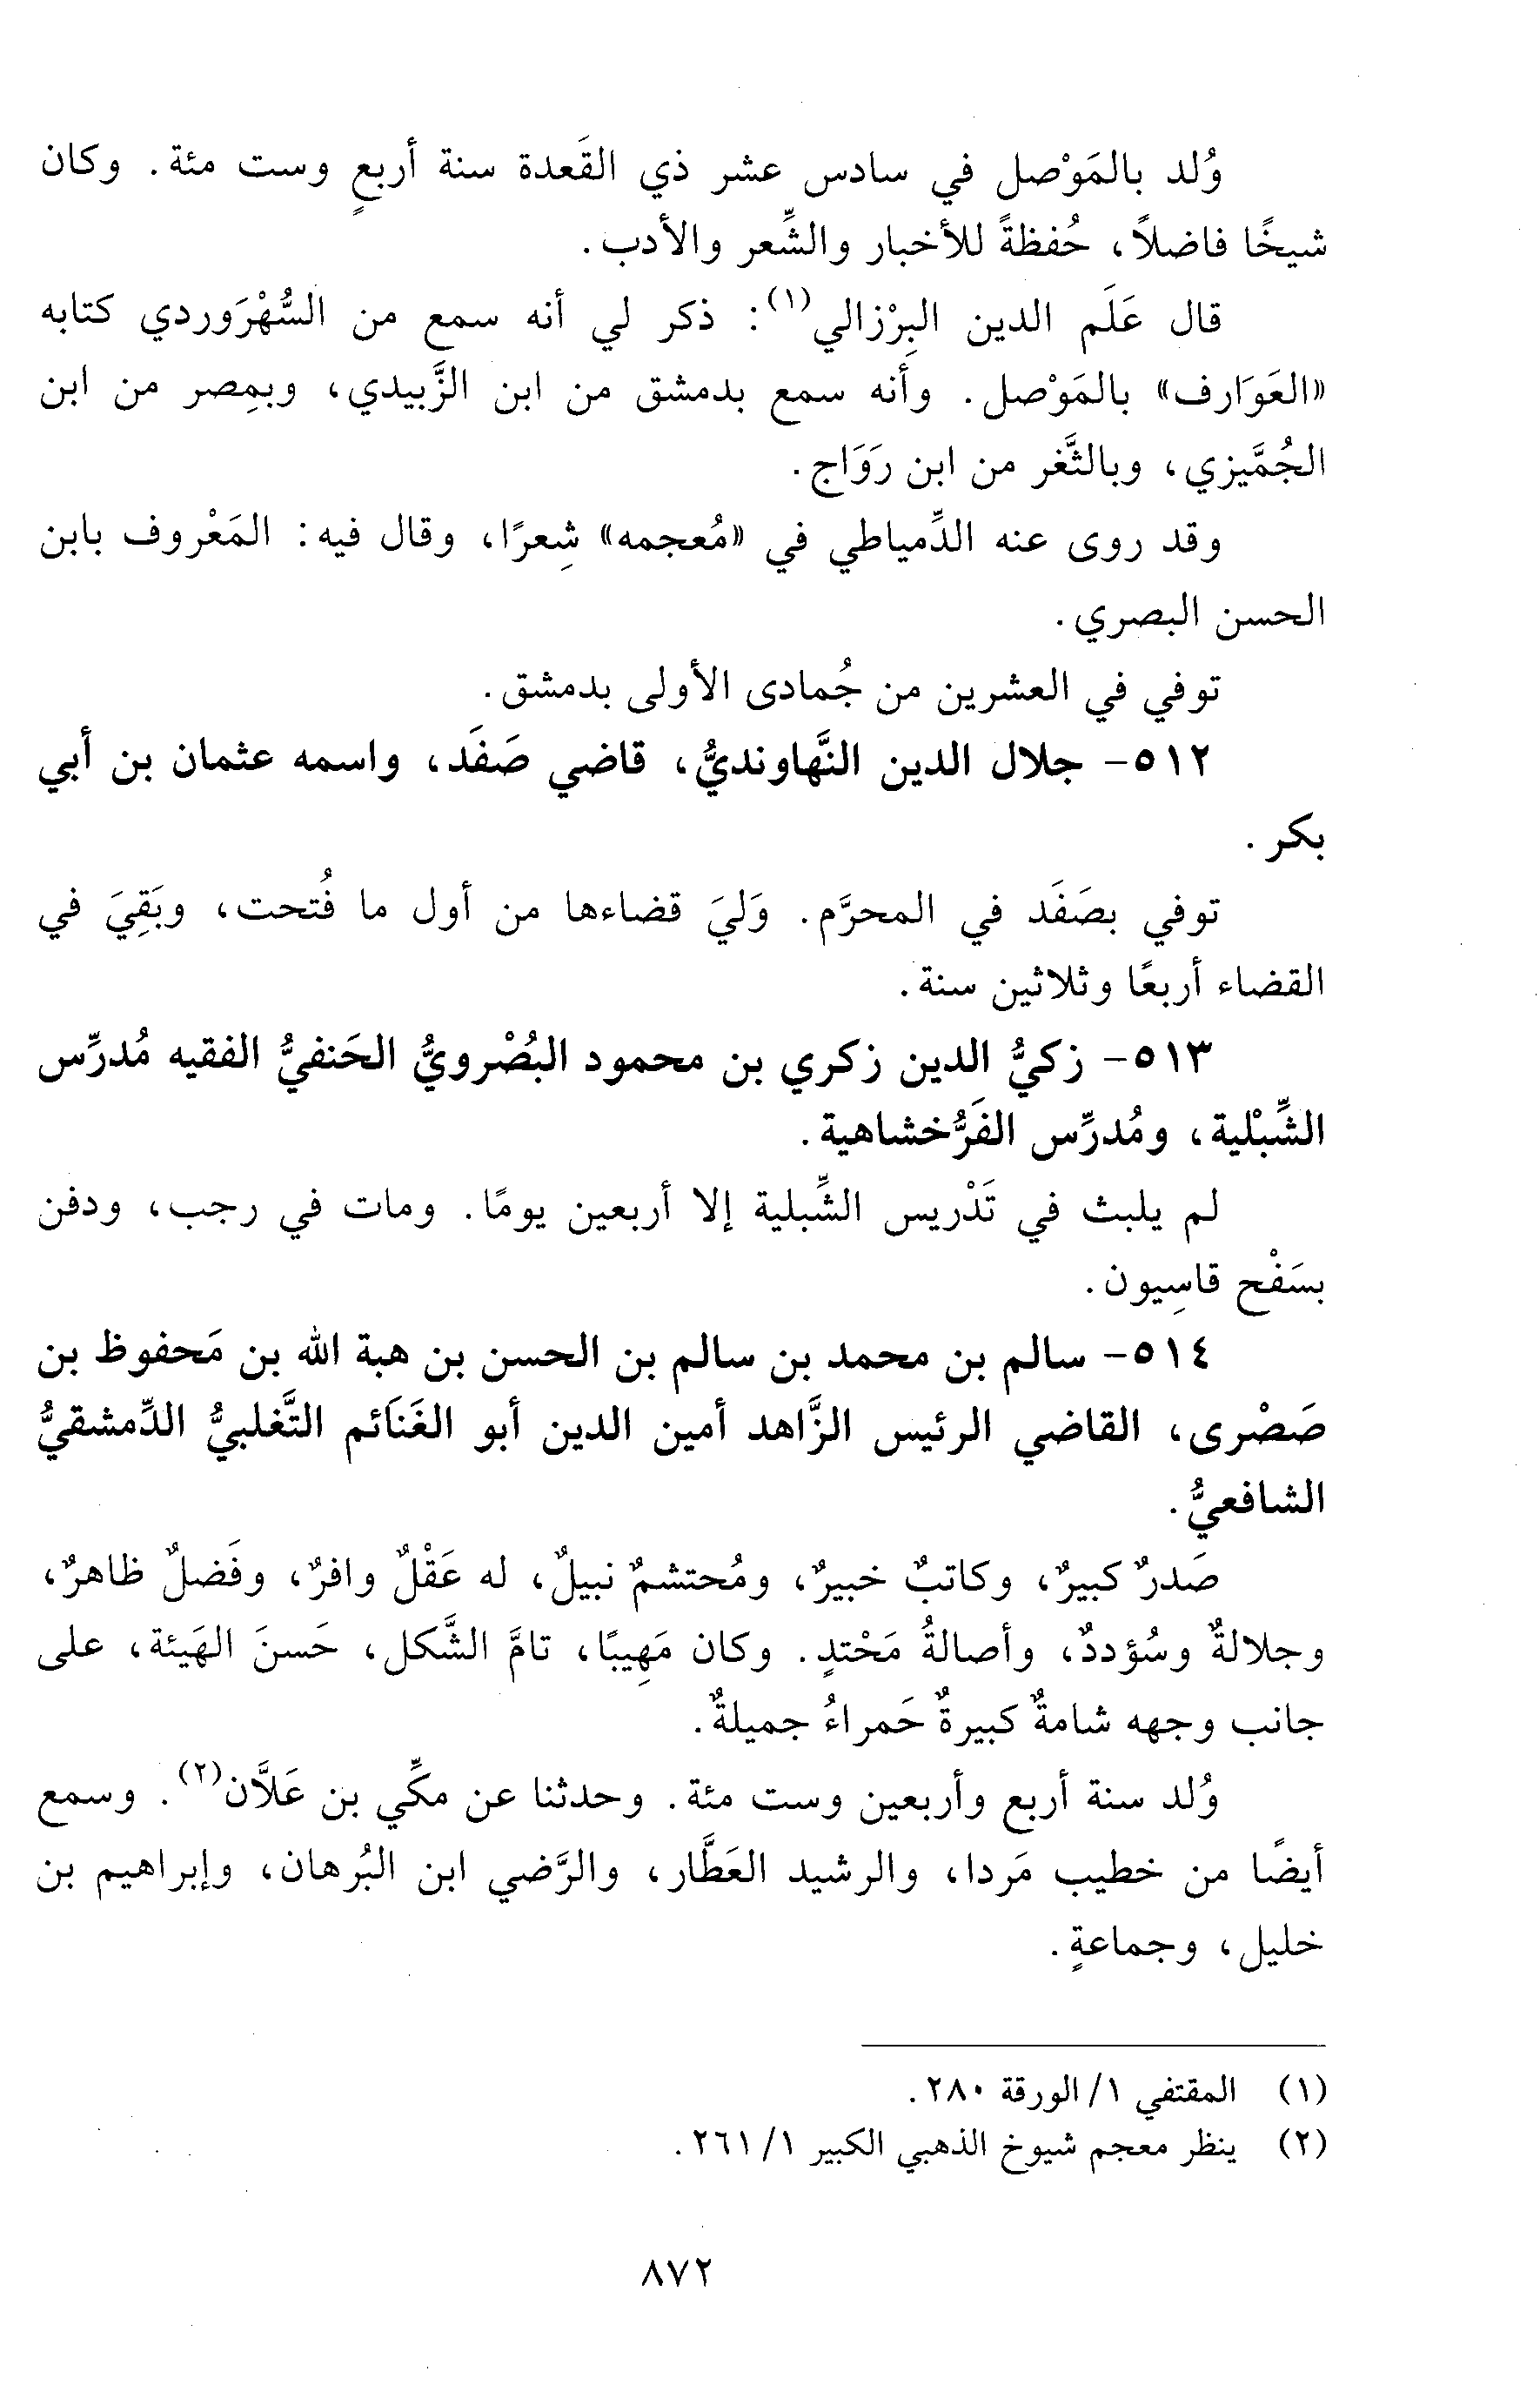 وُلد بالمَوْصل في سادس عشر ذي القَعدة سنة أربعٍ وست مئة. وكان
شيخًا فاضلاً، حُفظةً للأخبار والشِّعر والأدب.
قال عَلَم الدين البِرْزالي(١): ذكر لي أنه سمع من السُّهْرَوردي كتابه
«العَوَارف» بالمَوْصل. وأنه سمع بدمشق من ابن الزَّبيدي، وبمِصر من ابن
الجُمَّيزي، وبالثَّغر من ابن رَوَاج.
وقد روى عنه الدِّمياطي في «مُعجمه» شِعرًا، وقال فيه: المَعْروف بابن
الحسن البصري.
توفي في العشرين من جُمادى الأولى بدمشق.
٥١٢- جلال الدين النَّهاونديُّ، قاضي صَفَد، واسمه عثمان بن أبي
بكر.
توفي بصَفَد في المحرَّم. وَليَ قضاءها من أول ما فُتحت، وبَقِيَ في
القضاء أربعًا وثلاثين سنة.
٥١٣- زكيُّ الدين زكري بن محمود البُصْرويُّ الحَنفيُّ الفقيه مُدرِّس
الشِّبْلية، ومُدرِّس الفَرُّخشاهية.
لم يلبث في تَدْريس الشِّبلية إلا أربعين يومًا. ومات في رجب، ودفن
بسَفْح قاسِيون.
٥١٤- سالم بن محمد بن سالم بن الحسن بن هبة الله بن مَحفوظ بن
صَصْرى، القاضي الرئيس الزَّاهد أمين الدين أبو الغَنَائم التَّغلبيُّ الدِّمشقيُّ
الشافعيُّ.
صَدرٌ كبيرٌ، وكاتبٌ خبيرٌ، ومُحتشمٌ نبيلٌ، له عَقْلٌ وافرٌ، وفَضلٌ ظاهرٌ،
وجلالةٌ وسُؤددٌ، وأصالةُ مَحْتدٍ. وكان مَهِيبًا، تامَّ الشَّكل، حَسنَ الهَيئة، على
جانب وجهه شامةٌ كبيرةٌ حَمراءُ جميلةٌ.
وُلد سنة أربع وأربعين وست مئة. وحدثنا عن مكِّي بن عَلاَّن(٢). وسمع
أيضًا من خطيب مَردا، والرشيد العَطَّار، والرَّضي ابن البُرهان، وإبراهيم بن
خليل، وجماعةٍ.
(١) المقتفي ١/ الورقة ٢٨٠.
(٢) ينظر معجم شيوخ الذهبي الكبير ١/ ٢٦١.
٨٧٢